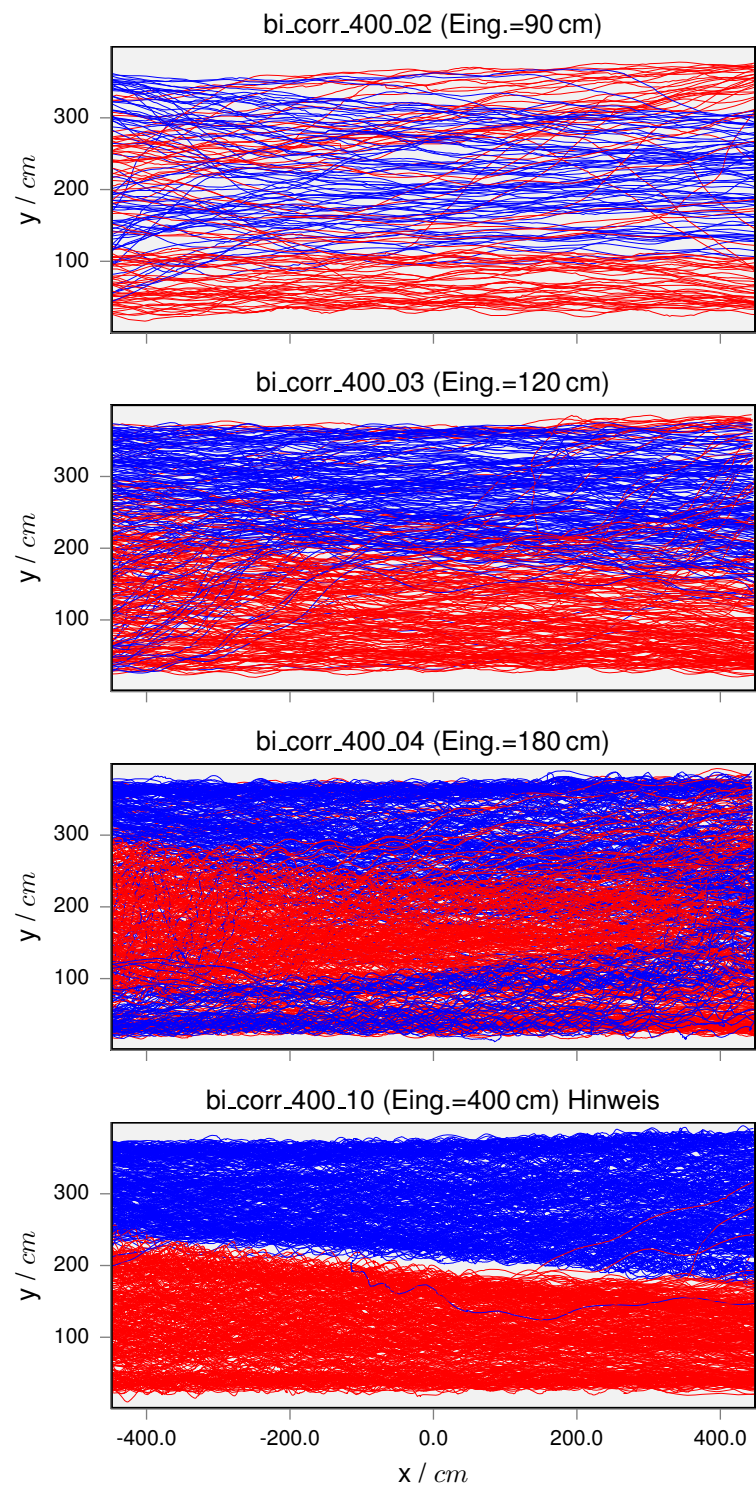 bi_corr_400_02 (Eing.=90 cm)
300
200
100
y / cm
bi_corr_400_03 (Eing.=120 cm)
300
200
100
y / cm
bi_corr_400_04 (Eing.=180 cm)
300
200
100
y / cm
bi_corr_400_10 (Eing.=400 cm) Hinweis
300
200
100
y / cm
-400.0 -200.0 0.0 200.0 400.0
x / cm